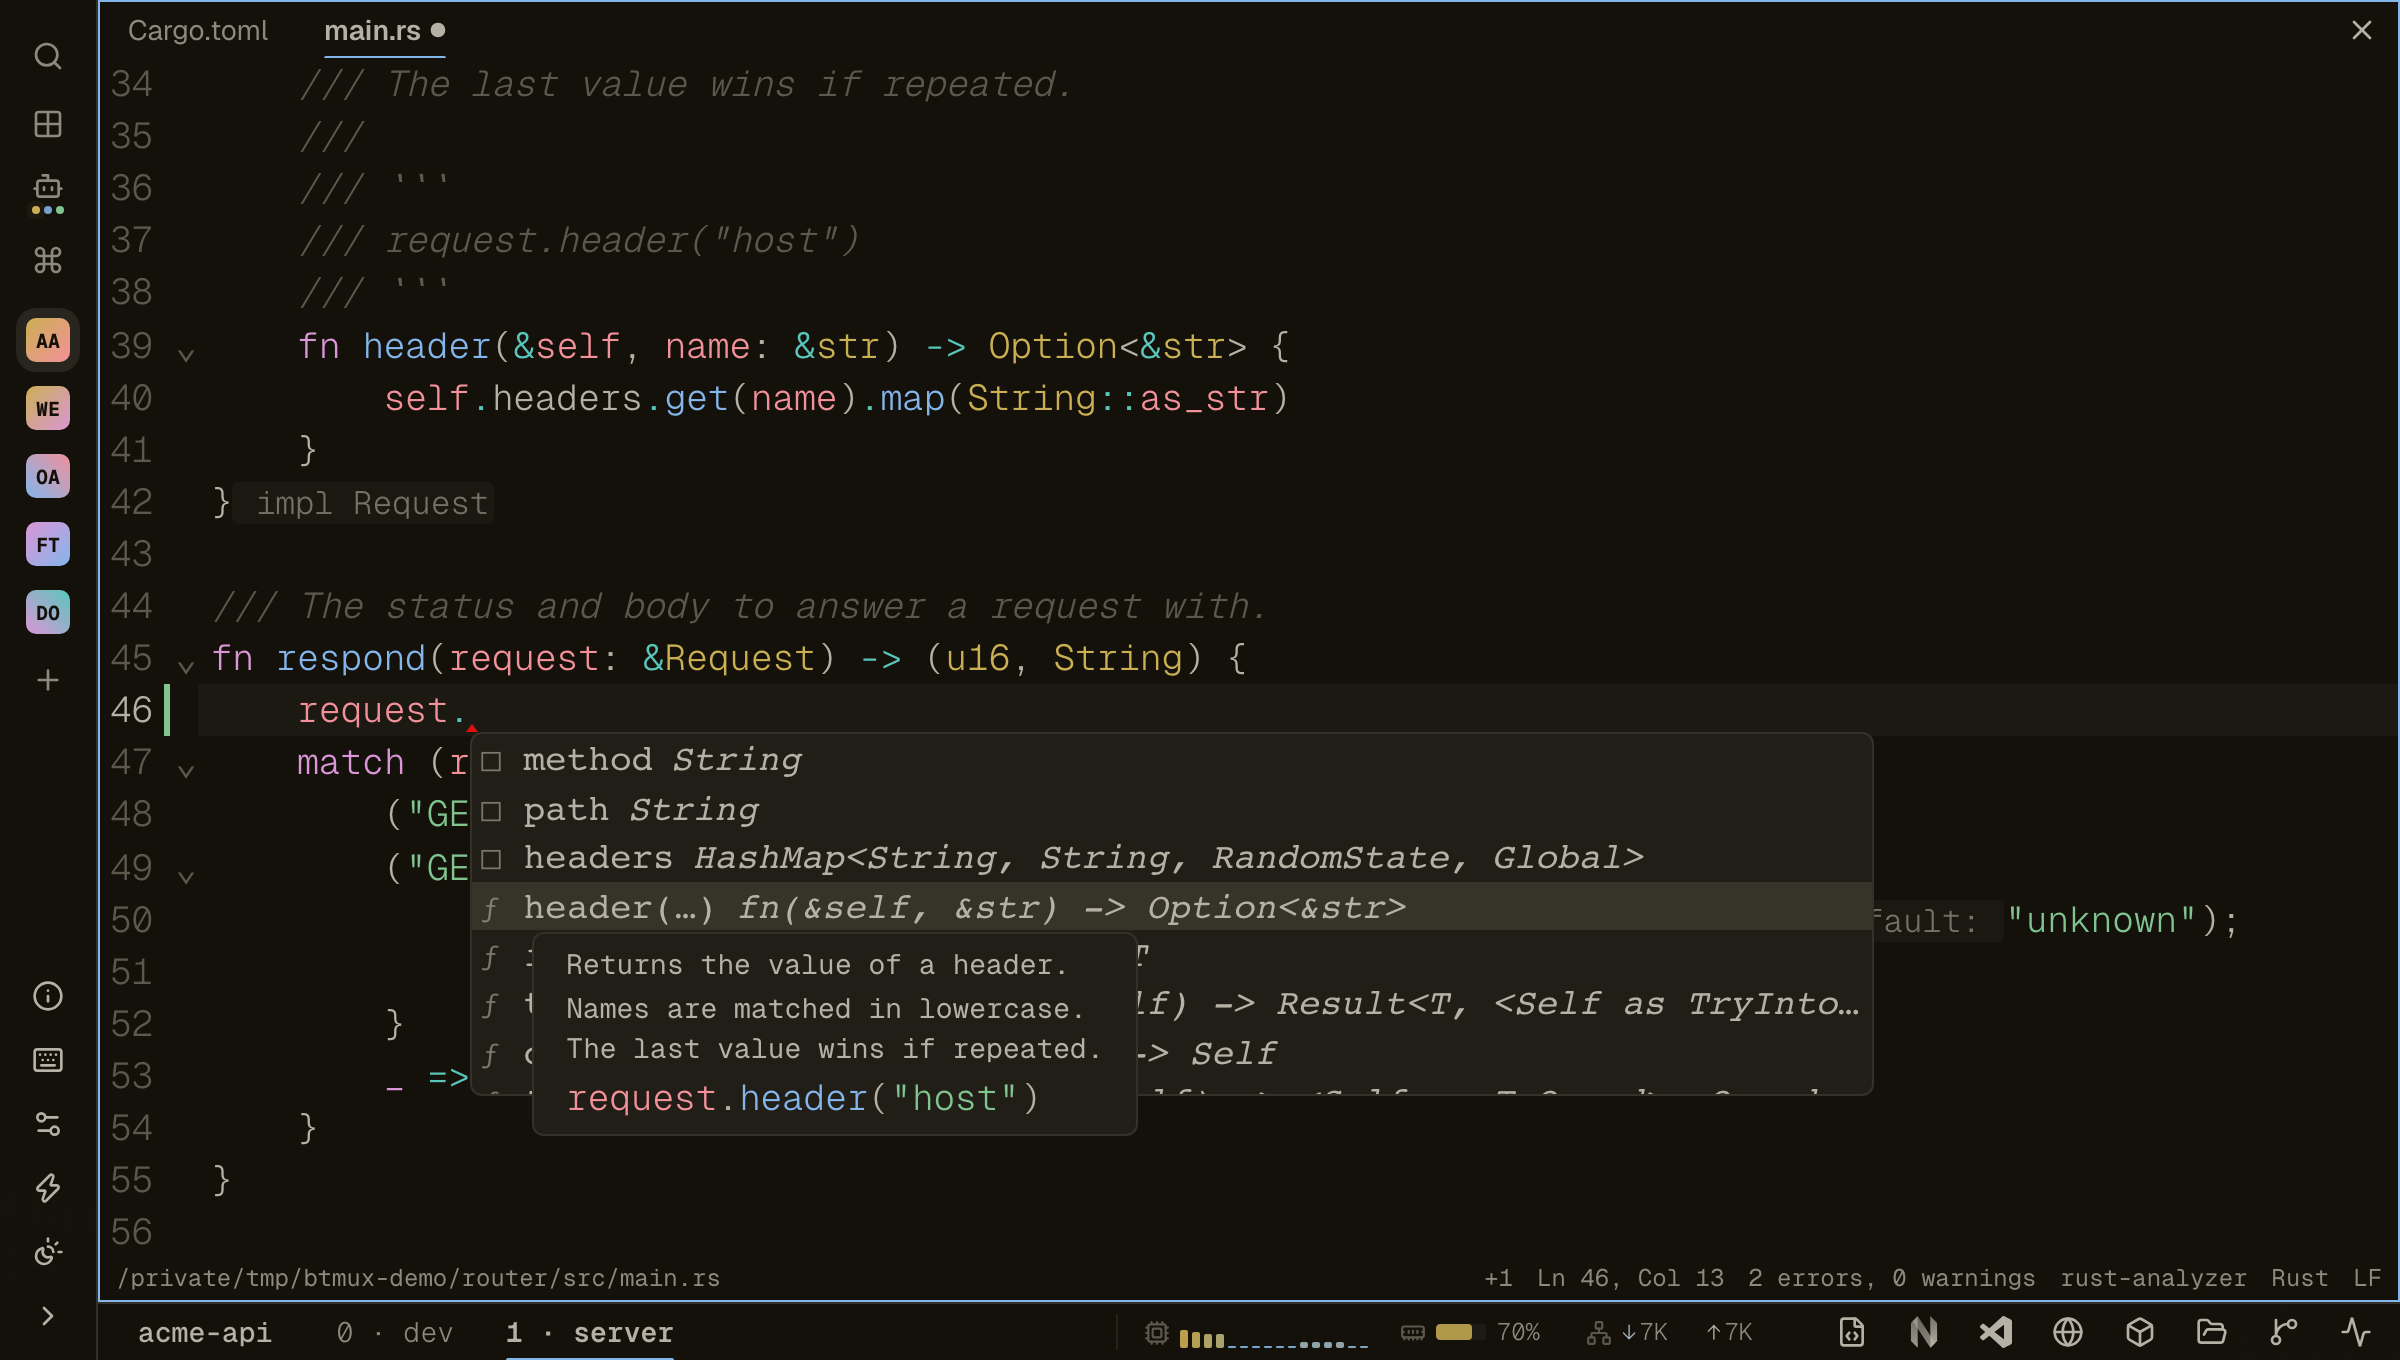 Cargo.toml
main.rs
34 /// The last value wins if repeated.
35 ///
36 /// ```
37 /// request.header("host")
38 /// ```
39 fn header(&self, name: &str) -> Option<&str> {
40 self.headers.get(name).map(String::as_str)
41 }
42 } impl Request
43
44 /// The status and body to answer a request with.
45 fn respond(request: &Request) -> (u16, String) {
46 request.
47 match (r
48 ("GE
49 ("GE
50 fault: "unknown");
51
52 }
53 _ =>
54 }
55 }
56
method String
path String
headers HashMap<String, String, RandomState, Global>
header(…) fn(&self, &str) -> Option<&str>
f T
f lf) -> Result<T, <Self as TryInto…
f -> Self
Returns the value of a header.
Names are matched in lowercase.
The last value wins if repeated.
request.header("host")
AA
WE
OA
FT
DO
/private/tmp/btmux-demo/router/src/main.rs
+1 Ln 46, Col 13 2 errors, 0 warnings rust-analyzer Rust LF
acme-api 0 · dev 1 · server 70% ↓7K ↑7K